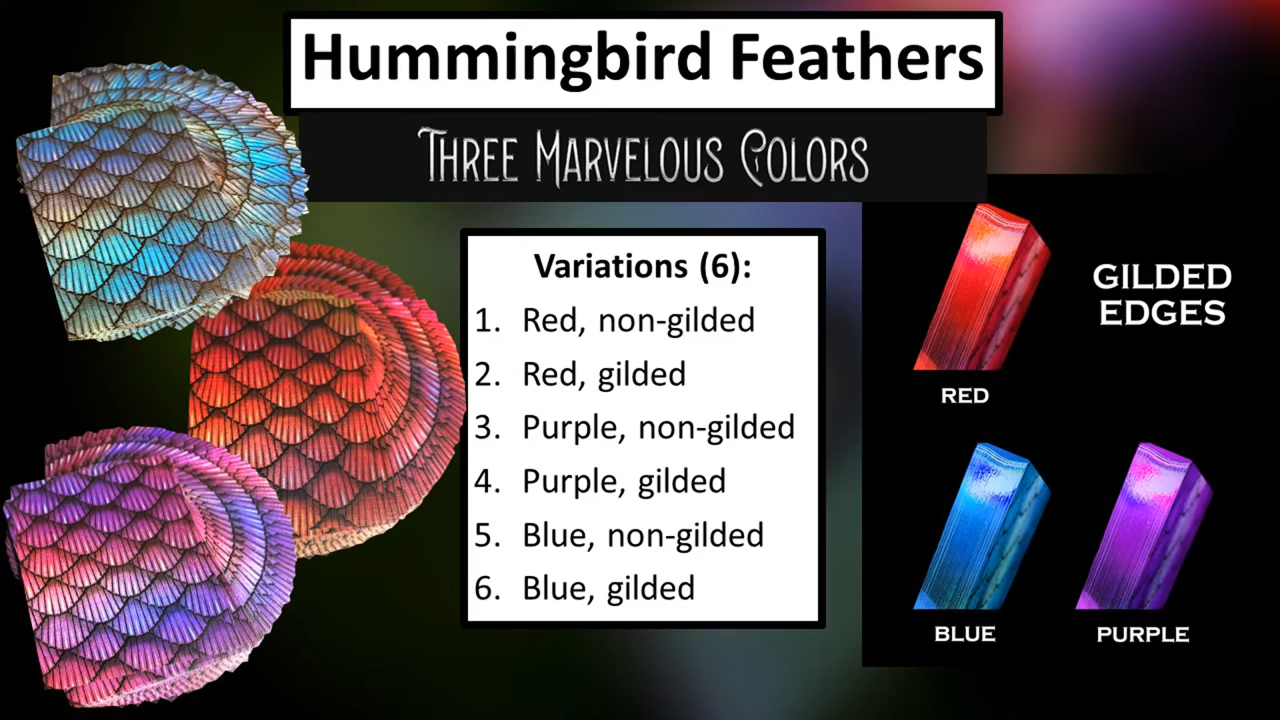 Hummingbird Feathers
THREE MARVELOUS COLORS
Variations (6):
1. Red, non-gilded
2. Red, gilded
3. Purple, non-gilded
4. Purple, gilded
5. Blue, non-gilded
6. Blue, gilded
GILDED
EDGES
RED
BLUE
PURPLE